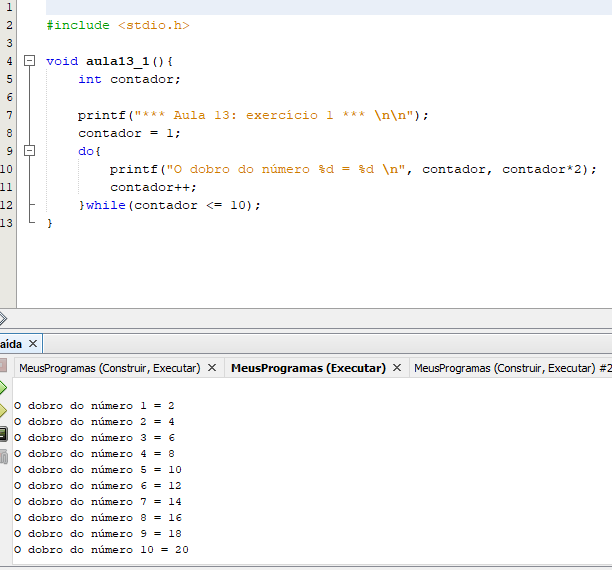 1
2 #include <stdio.h>
3
4 void aula13_1(){
5 int contador;
6
7 printf("*** Aula 13: exercício 1 *** \n\n");
8 contador = 1;
9 do{
10 printf("O dobro do número %d = %d \n", contador, contador*2);
11 contador++;
12 }while(contador <= 10);
13 }
aída
MeusProgramas (Construir, Executar) MeusProgramas (Executar) MeusProgramas (Construir, Executar) #2
O dobro do número 1 = 2
O dobro do número 2 = 4
O dobro do número 3 = 6
O dobro do número 4 = 8
O dobro do número 5 = 10
O dobro do número 6 = 12
O dobro do número 7 = 14
O dobro do número 8 = 16
O dobro do número 9 = 18
O dobro do número 10 = 20